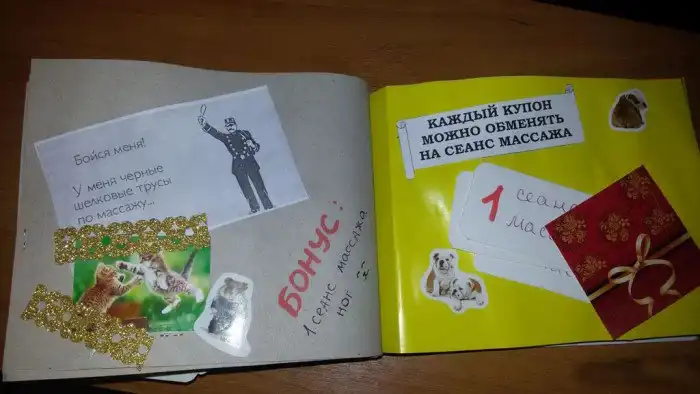 Бойся меня!
У меня черные
шелковые трусы
по массажу...
БОНУС:
1 сеанс массажа
ног
КАЖДЫЙ КУПОН
МОЖНО ОБМЕНЯТЬ
НА СЕАНС МАССАЖА
1 сеанс
масс